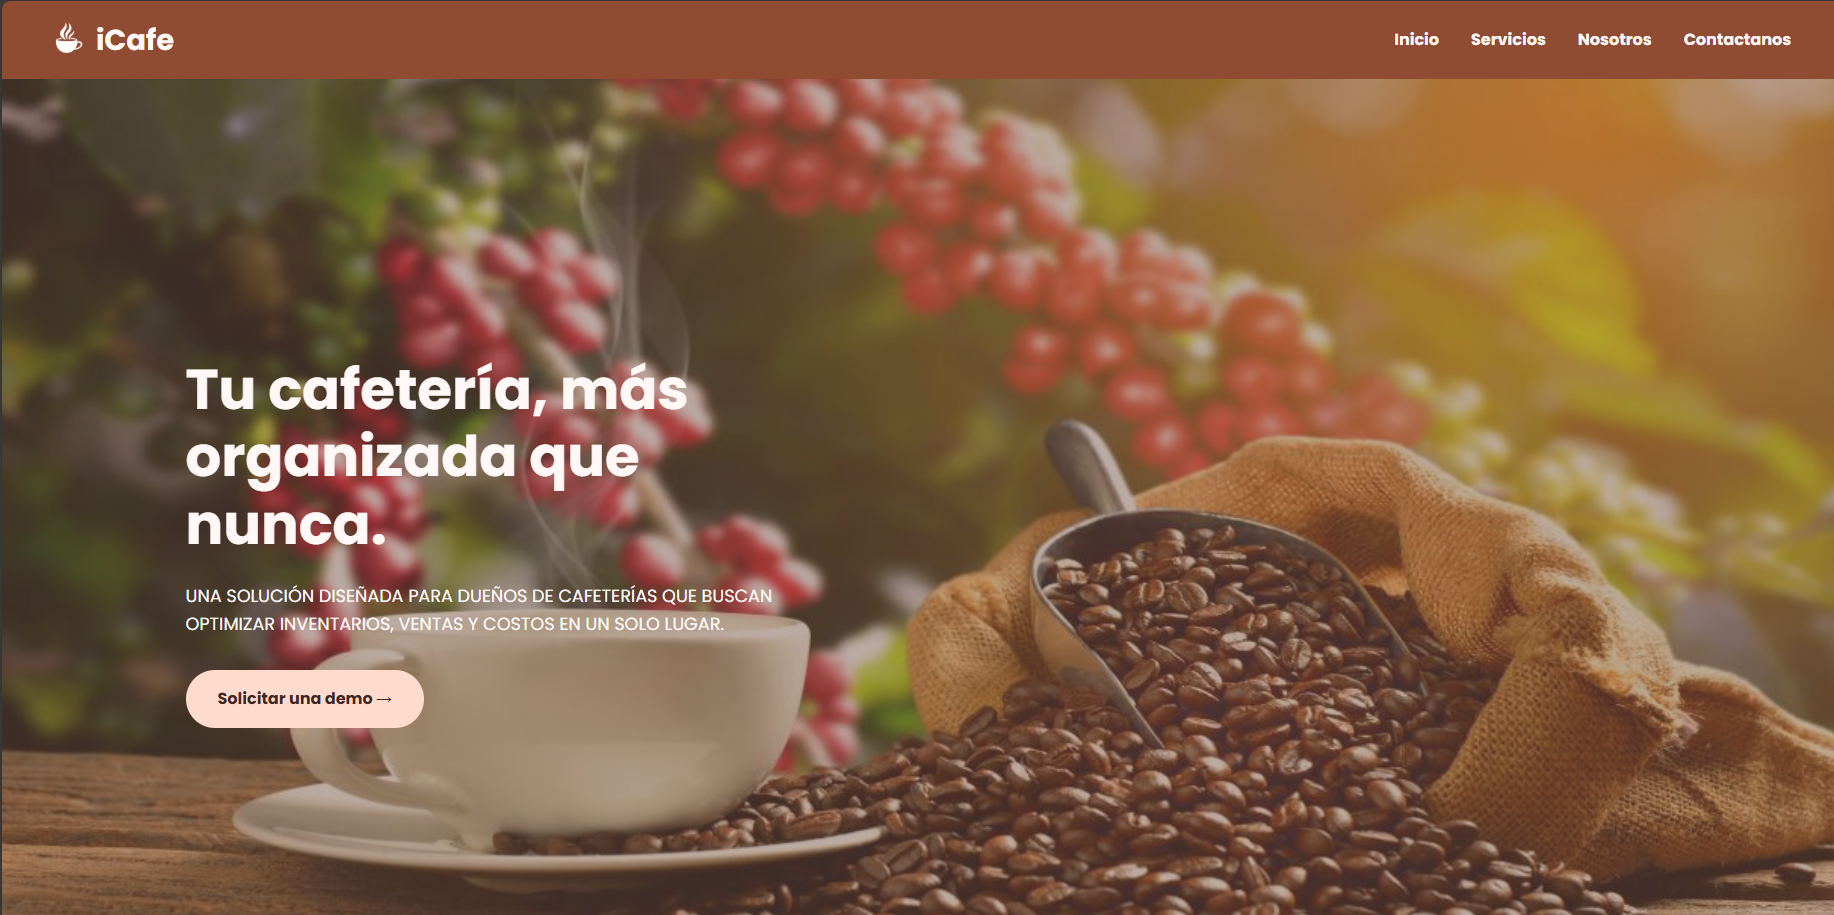 iCafe
Inicio Servicios Nosotros Contactanos
Tu cafetería, más
organizada que
nunca.
UNA SOLUCIÓN DISEÑADA PARA DUEÑOS DE CAFETERÍAS QUE BUSCAN
OPTIMIZAR INVENTARIOS, VENTAS Y COSTOS EN UN SOLO LUGAR.
Solicitar una demo →